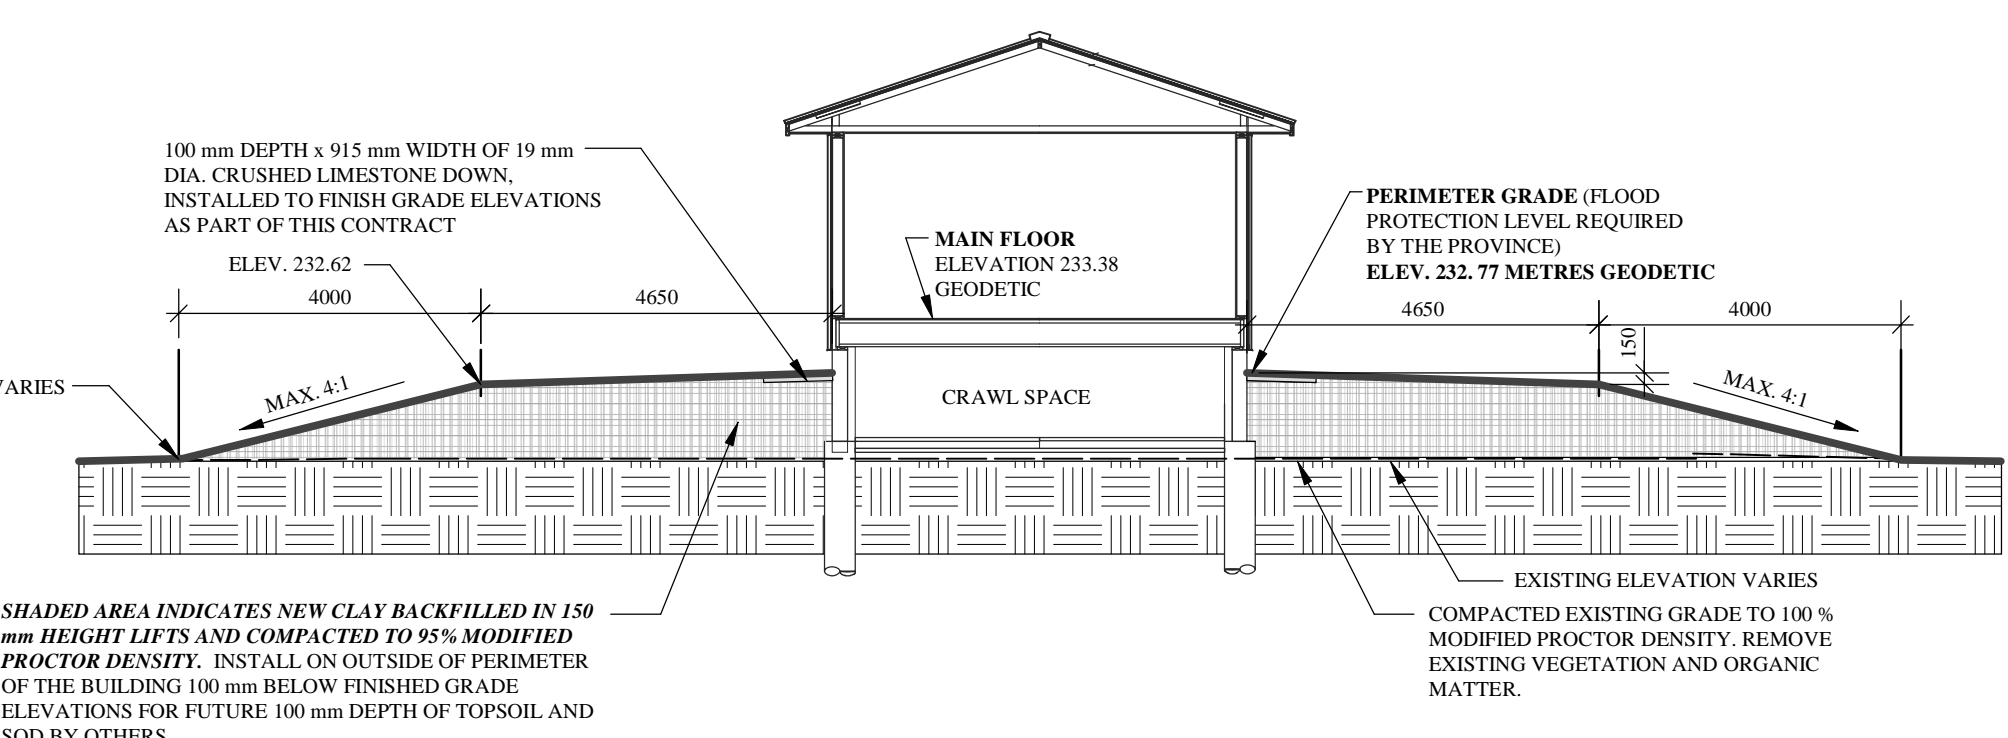 100 mm DEPTH x 915 mm WIDTH OF 19 mm
DIA. CRUSHED LIMESTONE DOWN,
INSTALLED TO FINISH GRADE ELEVATIONS
AS PART OF THIS CONTRACT
ELEV. 232.62
4000
4650
MAIN FLOOR
ELEVATION 233.38
GEODETIC
PERIMETER GRADE (FLOOD
PROTECTION LEVEL REQUIRED
BY THE PROVINCE)
ELEV. 232. 77 METRES GEODETIC
4650
4000
150
VARIES
MAX. 4:1
CRAWL SPACE
MAX. 4:1
SHADED AREA INDICATES NEW CLAY BACKFILLED IN 150
mm HEIGHT LIFTS AND COMPACTED TO 95% MODIFIED
PROCTOR DENSITY. INSTALL ON OUTSIDE OF PERIMETER
OF THE BUILDING 100 mm BELOW FINISHED GRADE
ELEVATIONS FOR FUTURE 100 mm DEPTH OF TOPSOIL AND
SOD BY OTHERS
EXISTING ELEVATION VARIES
COMPACTED EXISTING GRADE TO 100 %
MODIFIED PROCTOR DENSITY. REMOVE
EXISTING VEGETATION AND ORGANIC
MATTER.